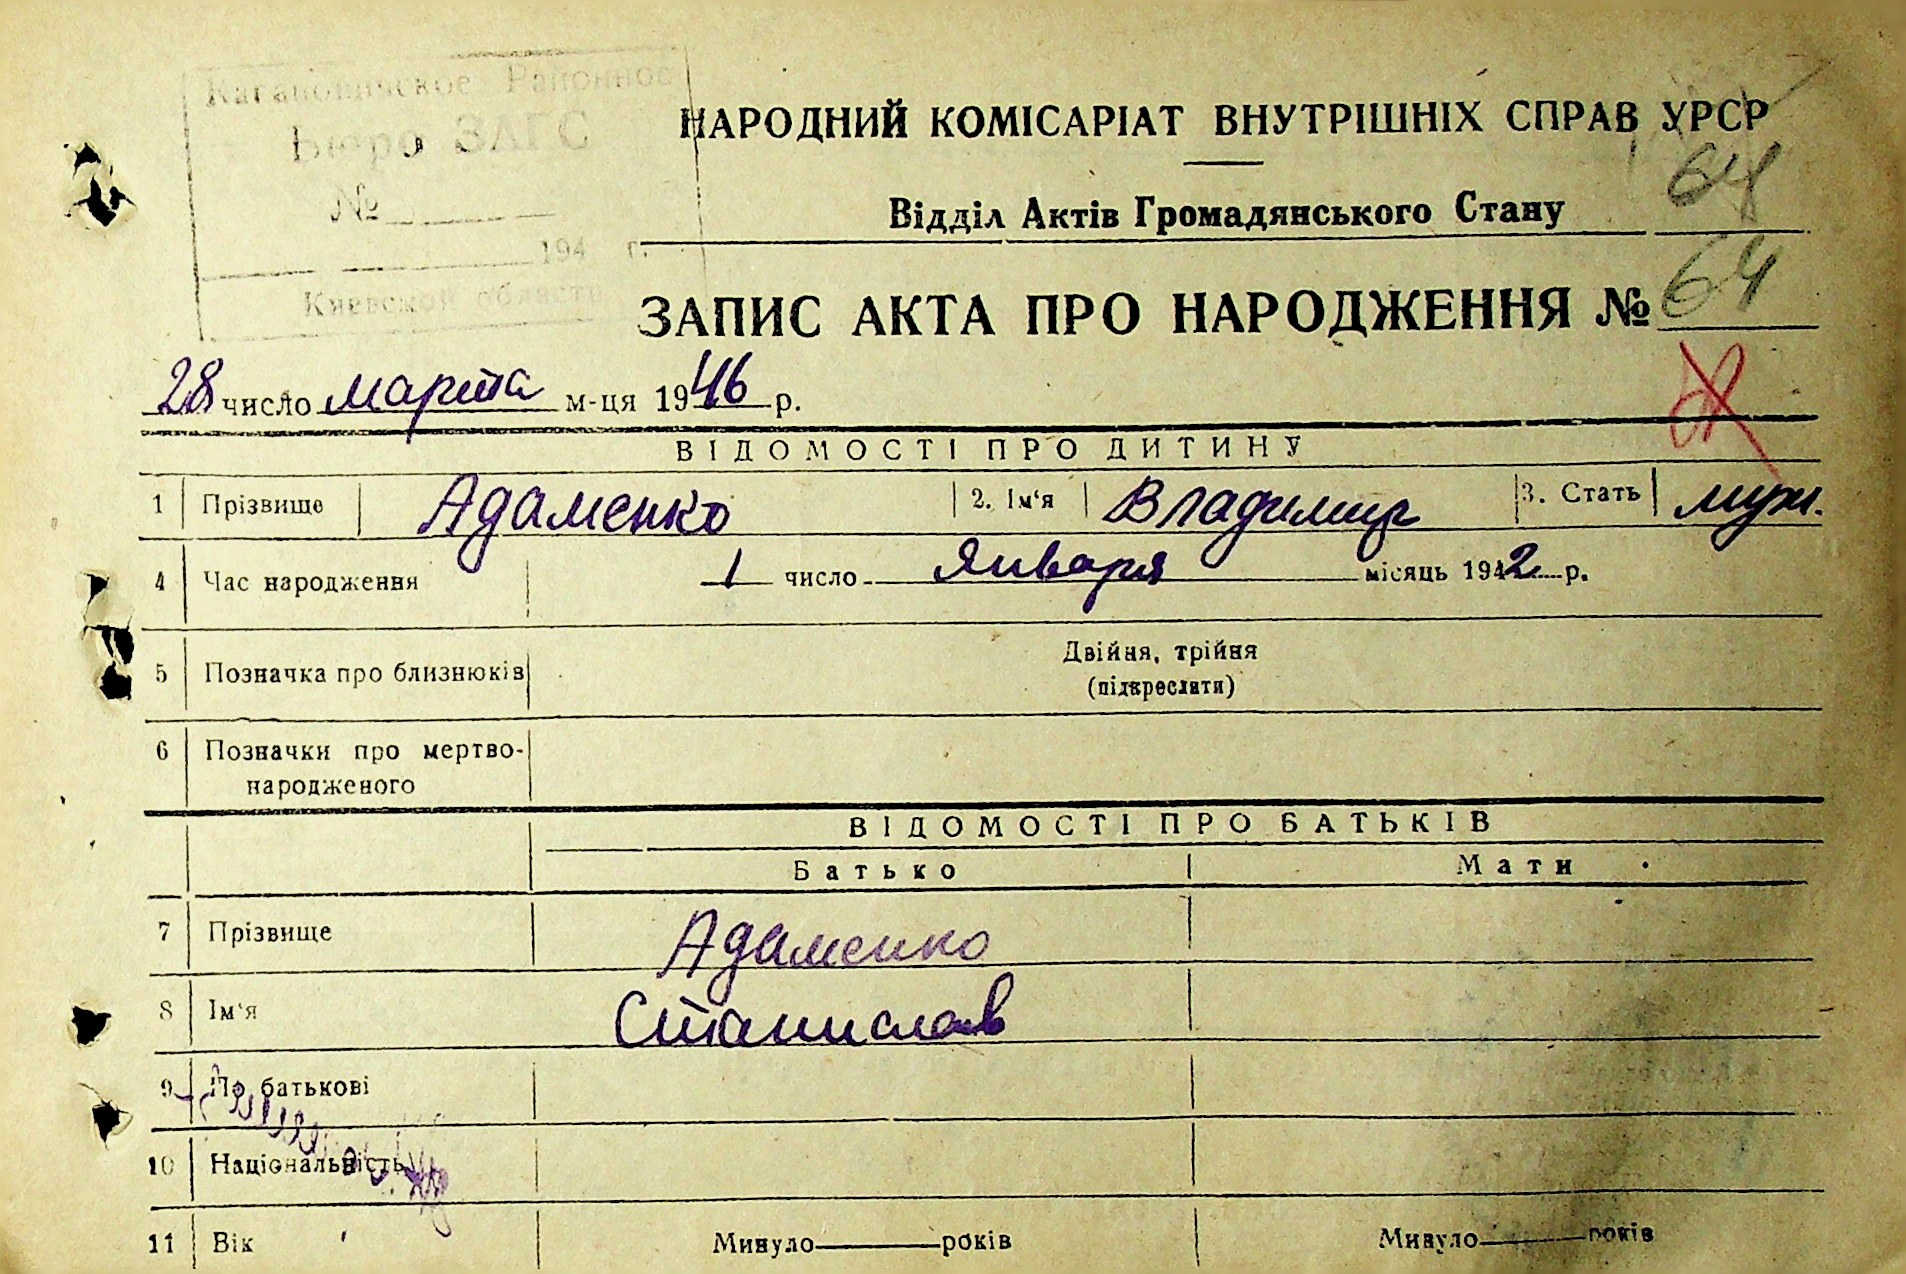 Кагановичское Районное
Бюро ЗАГС
№
194 г.
Киевской области
НАРОДНИЙ КОМІСАРІАТ ВНУТРІШНІХ СПРАВ УРСР
64
Відділ Актів Громадянського Стану
ЗАПИС АКТА ПРО НАРОДЖЕННЯ № 64
28 число марта м-ця 1946 р.
ВІДОМОСТІ ПРО ДИТИНУ
1 Прізвище Адаменко 2. Ім‘я Владимир 3. Стать муж.
4 Час народження 1 число Января місяць 1942 р.
5 Позначка про близнюків Двійня, трійня
(підкреслити)
6 Позначки про мертво-
народженого
ВІДОМОСТІ ПРО БАТЬКІВ
Батько Мати
7 Прізвище Адаменко
8 Ім‘я Станислав
9 По батькові
10 Національність
11 Вік Минуло років Минуло років